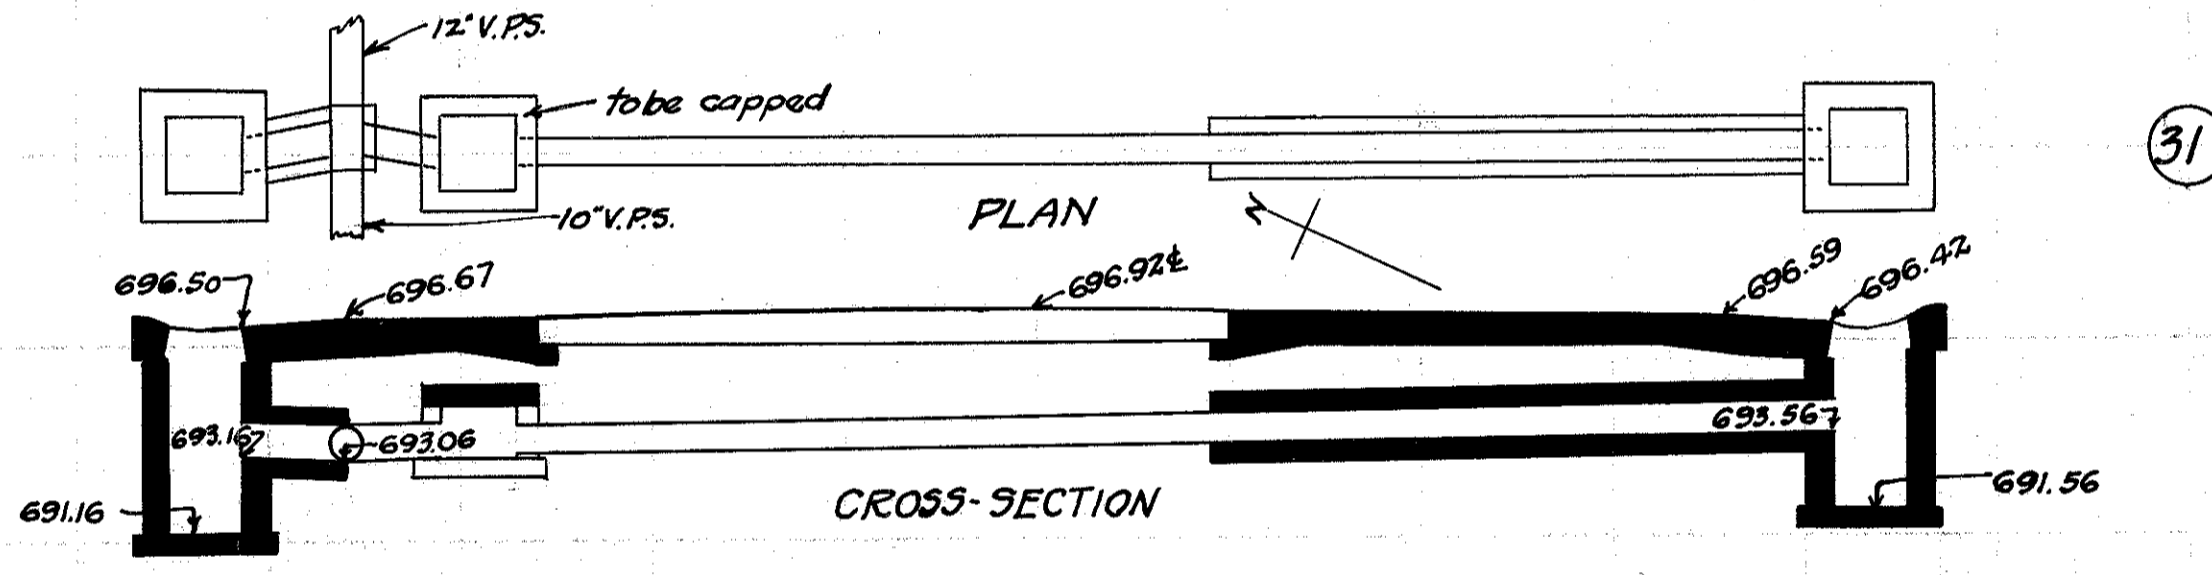 12" V.P.S.
to be capped
31
10" V.P.S.
PLAN
N
696.50
696.67
696.92 ℄
696.59
696.42
693.16
693.06
693.56
691.16
CROSS-SECTION
691.56